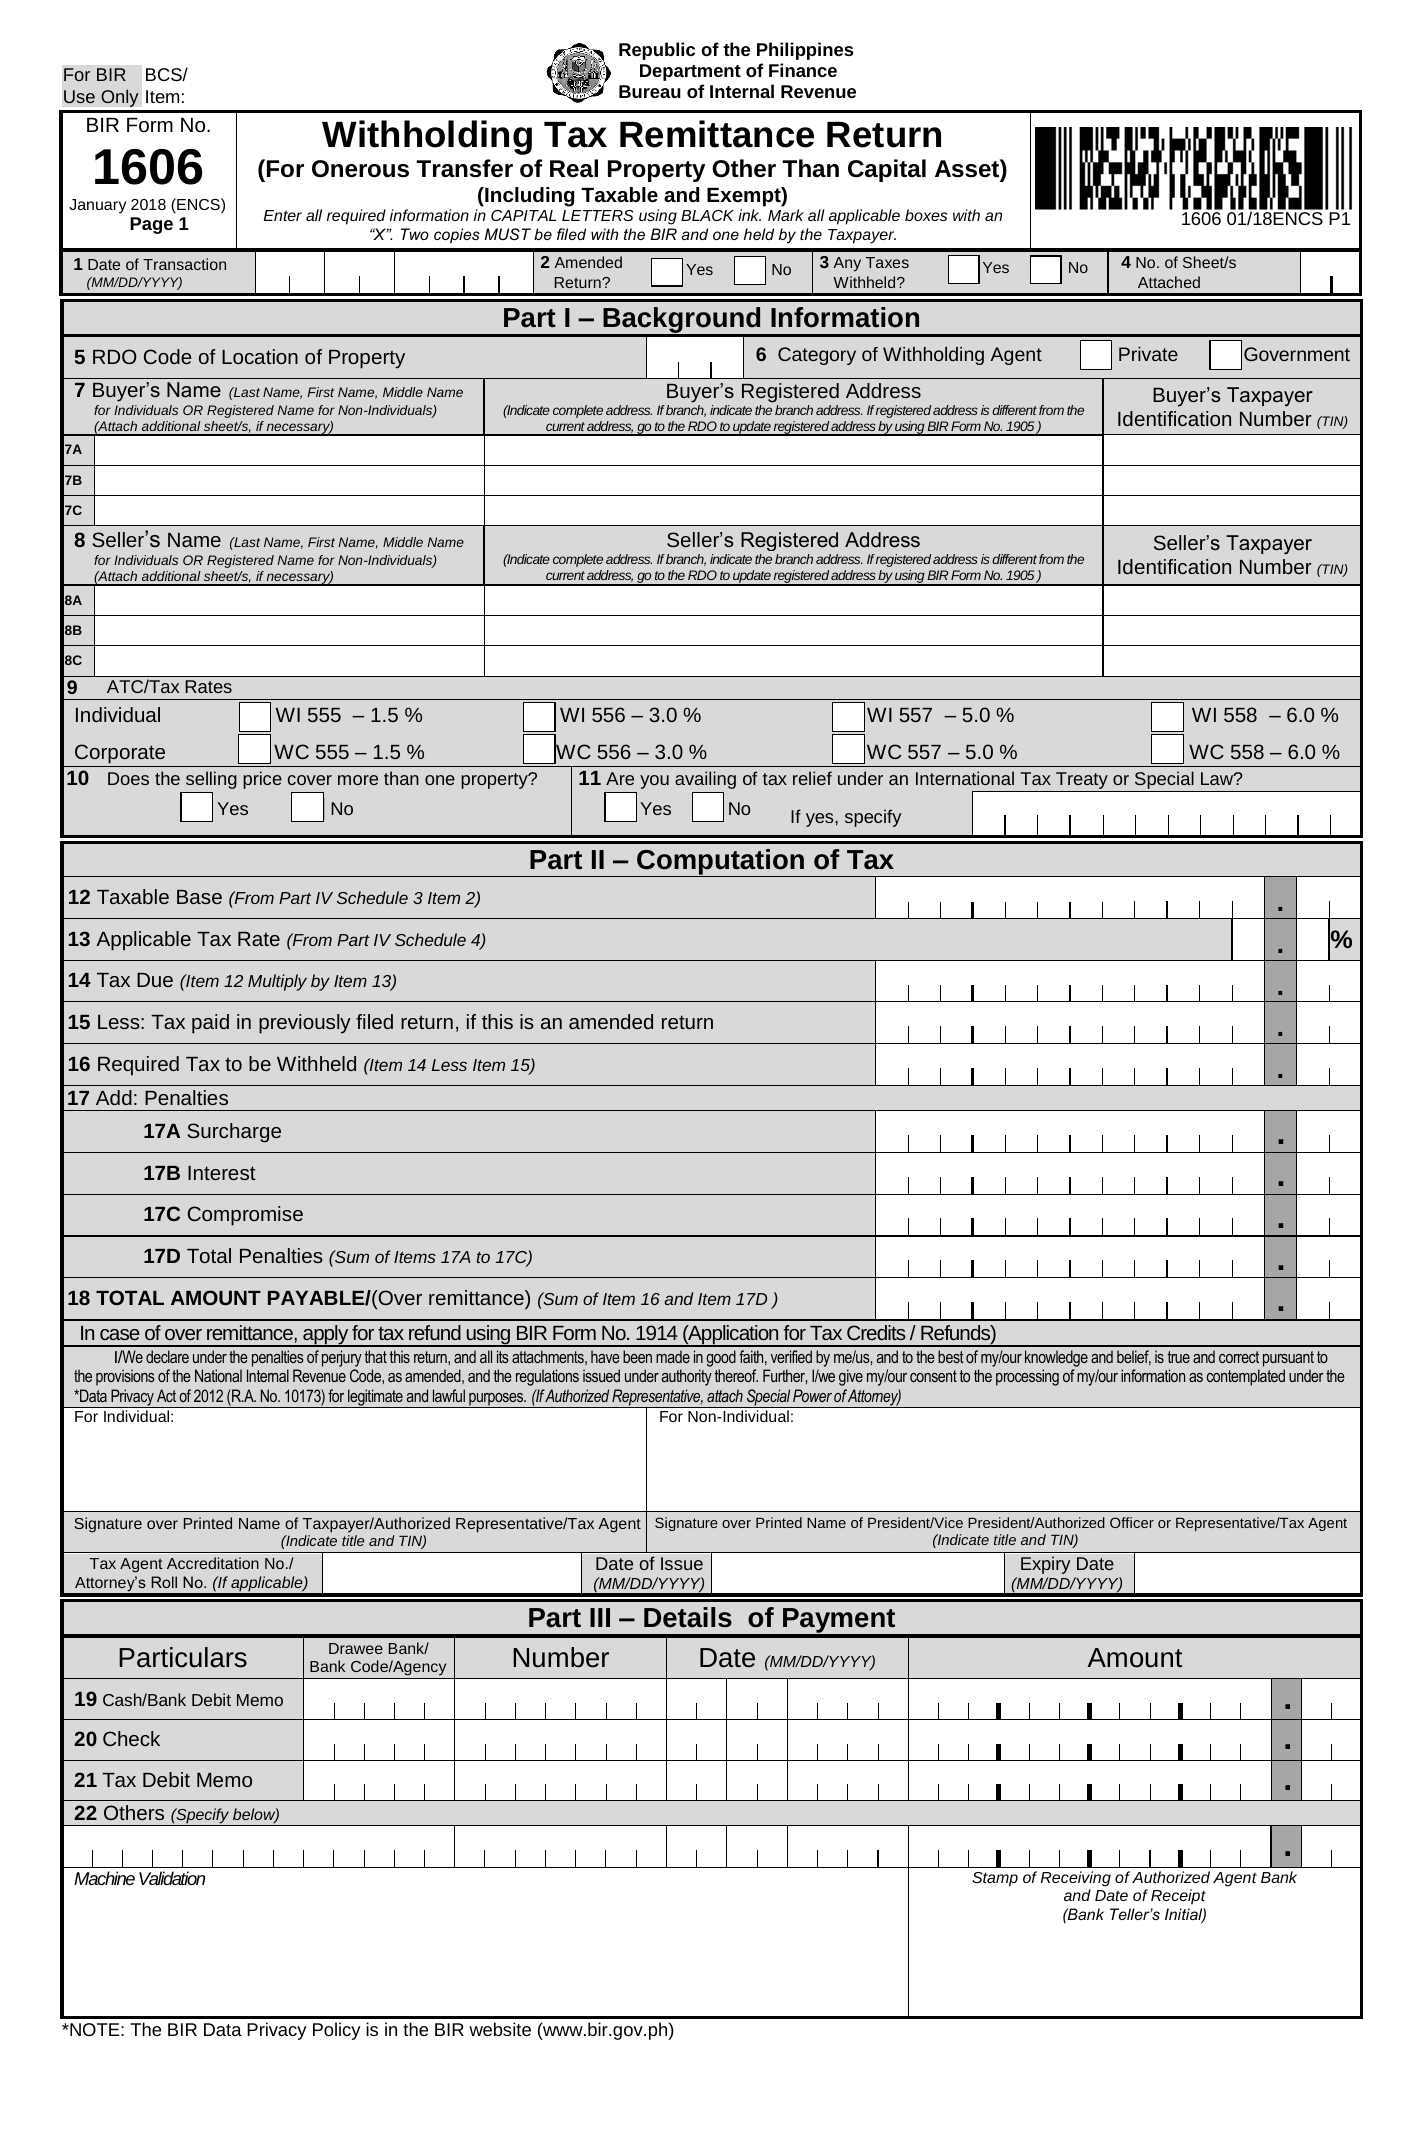 Republic of the Philippines
For BIR BCS/
Department of Finance
Use Only Item:
Bureau of Internal Revenue
BIR Form No.
1606
January 2018 (ENCS)
Page 1
Withholding Tax Remittance Return
(For Onerous Transfer of Real Property Other Than Capital Asset)
(Including Taxable and Exempt)
Enter all required information in CAPITAL LETTERS using BLACK ink. Mark all applicable boxes with an
“X”. Two copies MUST be filed with the BIR and one held by the Taxpayer.
1606 01/18ENCS P1
1 Date of Transaction
(MM/DD/YYYY)
2 Amended
Return?
Yes No
3 Any Taxes
Withheld?
Yes No
4 No. of Sheet/s
Attached
Part I – Background Information
5 RDO Code of Location of Property
6 Category of Withholding Agent Private Government
7 Buyer’s Name (Last Name, First Name, Middle Name
for Individuals OR Registered Name for Non-Individuals)
(Attach additional sheet/s, if necessary)
Buyer’s Registered Address
(Indicate complete address. If branch, indicate the branch address. If registered address is different from the
current address, go to the RDO to update registered address by using BIR Form No. 1905 )
Buyer’s Taxpayer
Identification Number (TIN)
7A
7B
7C
8 Seller’s Name (Last Name, First Name, Middle Name
for Individuals OR Registered Name for Non-Individuals)
(Attach additional sheet/s, if necessary)
Seller’s Registered Address
(Indicate complete address. If branch, indicate the branch address. If registered address is different from the
current address, go to the RDO to update registered address by using BIR Form No. 1905 )
Seller’s Taxpayer
Identification Number (TIN)
8A
8B
8C
9 ATC/Tax Rates
Individual WI 555 – 1.5 % WI 556 – 3.0 % WI 557 – 5.0 % WI 558 – 6.0 %
Corporate WC 555 – 1.5 % WC 556 – 3.0 % WC 557 – 5.0 % WC 558 – 6.0 %
10 Does the selling price cover more than one property?
Yes No
11 Are you availing of tax relief under an International Tax Treaty or Special Law?
Yes No If yes, specify
Part II – Computation of Tax
12 Taxable Base (From Part IV Schedule 3 Item 2) .
13 Applicable Tax Rate (From Part IV Schedule 4) . %
14 Tax Due (Item 12 Multiply by Item 13) .
15 Less: Tax paid in previously filed return, if this is an amended return .
16 Required Tax to be Withheld (Item 14 Less Item 15) .
17 Add: Penalties
17A Surcharge .
17B Interest .
17C Compromise .
17D Total Penalties (Sum of Items 17A to 17C) .
18 TOTAL AMOUNT PAYABLE/(Over remittance) (Sum of Item 16 and Item 17D ) .
In case of over remittance, apply for tax refund using BIR Form No. 1914 (Application for Tax Credits / Refunds)
I/We declare under the penalties of perjury that this return, and all its attachments, have been made in good faith, verified by me/us, and to the best of my/our knowledge and belief, is true and correct pursuant to
the provisions of the National Internal Revenue Code, as amended, and the regulations issued under authority thereof. Further, I/we give my/our consent to the processing of my/our information as contemplated under the
*Data Privacy Act of 2012 (R.A. No. 10173) for legitimate and lawful purposes. (If Authorized Representative, attach Special Power of Attorney)
For Individual:
For Non-Individual:
Signature over Printed Name of Taxpayer/Authorized Representative/Tax Agent
(Indicate title and TIN)
Signature over Printed Name of President/Vice President/Authorized Officer or Representative/Tax Agent
(Indicate title and TIN)
Tax Agent Accreditation No./
Attorney’s Roll No. (If applicable)
Date of Issue
(MM/DD/YYYY)
Expiry Date
(MM/DD/YYYY)
Part III – Details of Payment
Particulars
Drawee Bank/
Bank Code/Agency
Number
Date (MM/DD/YYYY)
Amount
19 Cash/Bank Debit Memo .
20 Check .
21 Tax Debit Memo .
22 Others (Specify below)
.
Machine Validation
Stamp of Receiving of Authorized Agent Bank
and Date of Receipt
(Bank Teller’s Initial)
*NOTE: The BIR Data Privacy Policy is in the BIR website (www.bir.gov.ph)